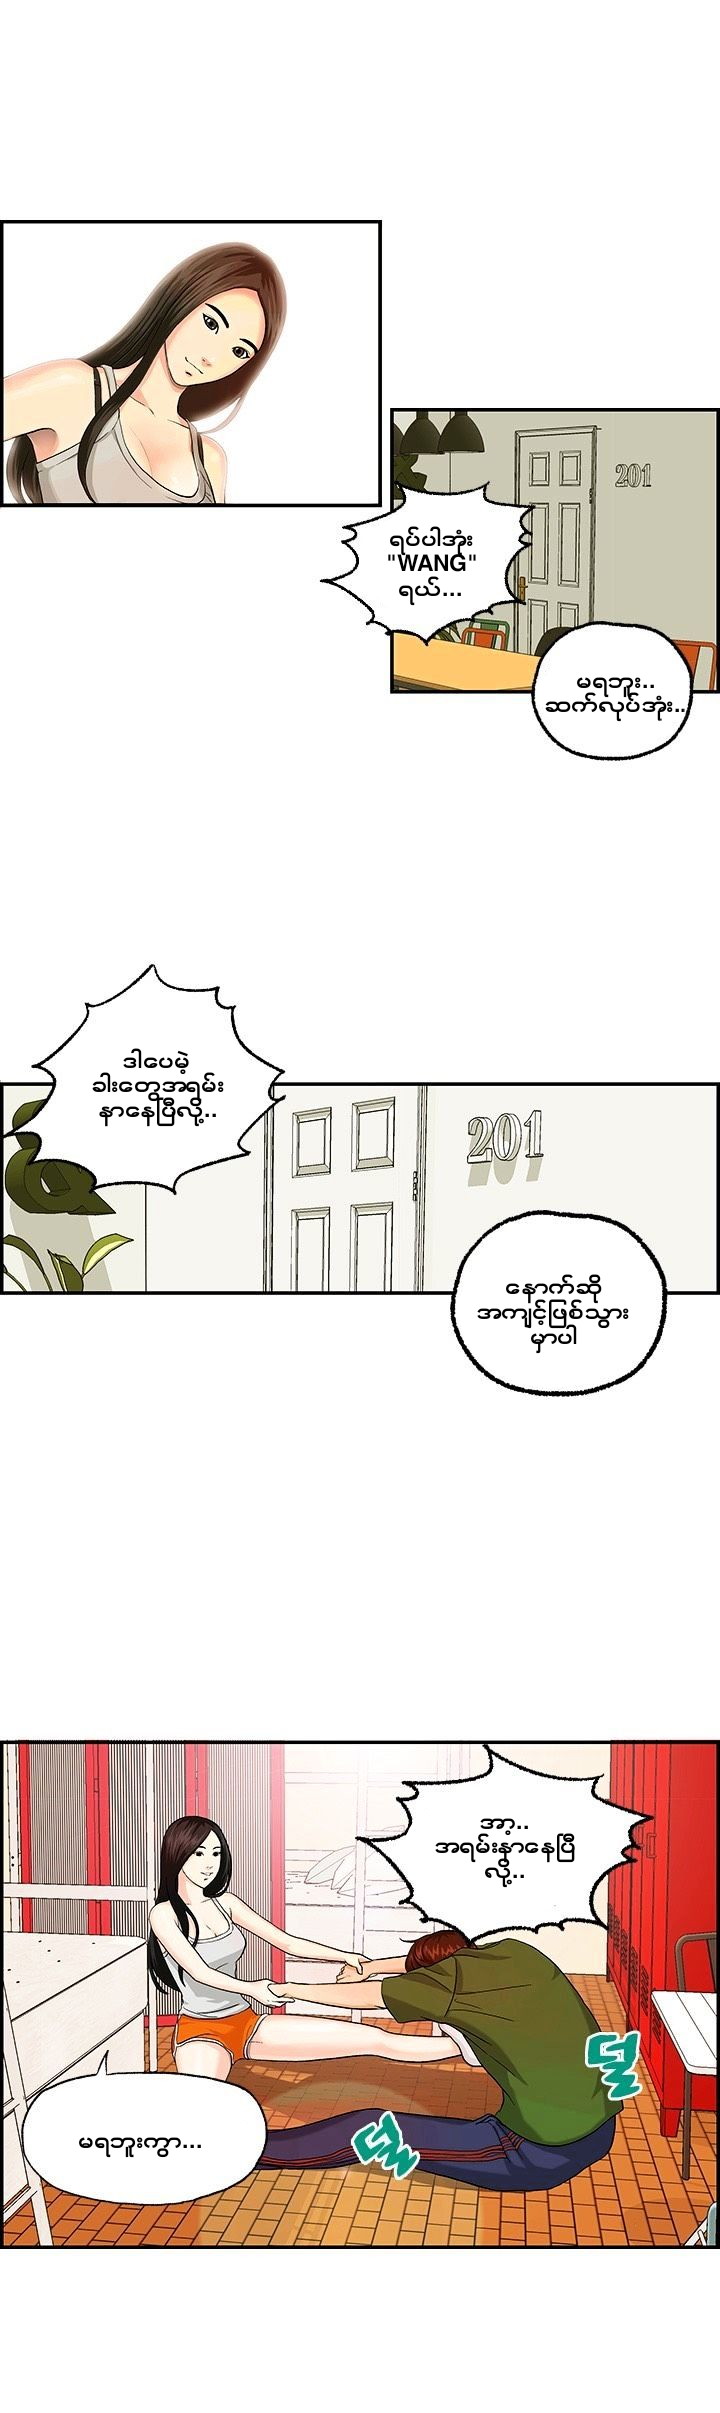 201
ရပ်ပါအုံး
"WANG"
ရယ်...
မရဘူး..
ဆက်လုပ်အုံး..
ဒါပေမဲ့
ခါးတွေအရမ်း
နာနေပြီလို့..
201
နောက်ဆို
အကျင့်ဖြစ်သွား
မှာပါ
အာ့..
အရမ်းနာနေပြီ
လို့..
မရဘူးကွာ...
덜
덜